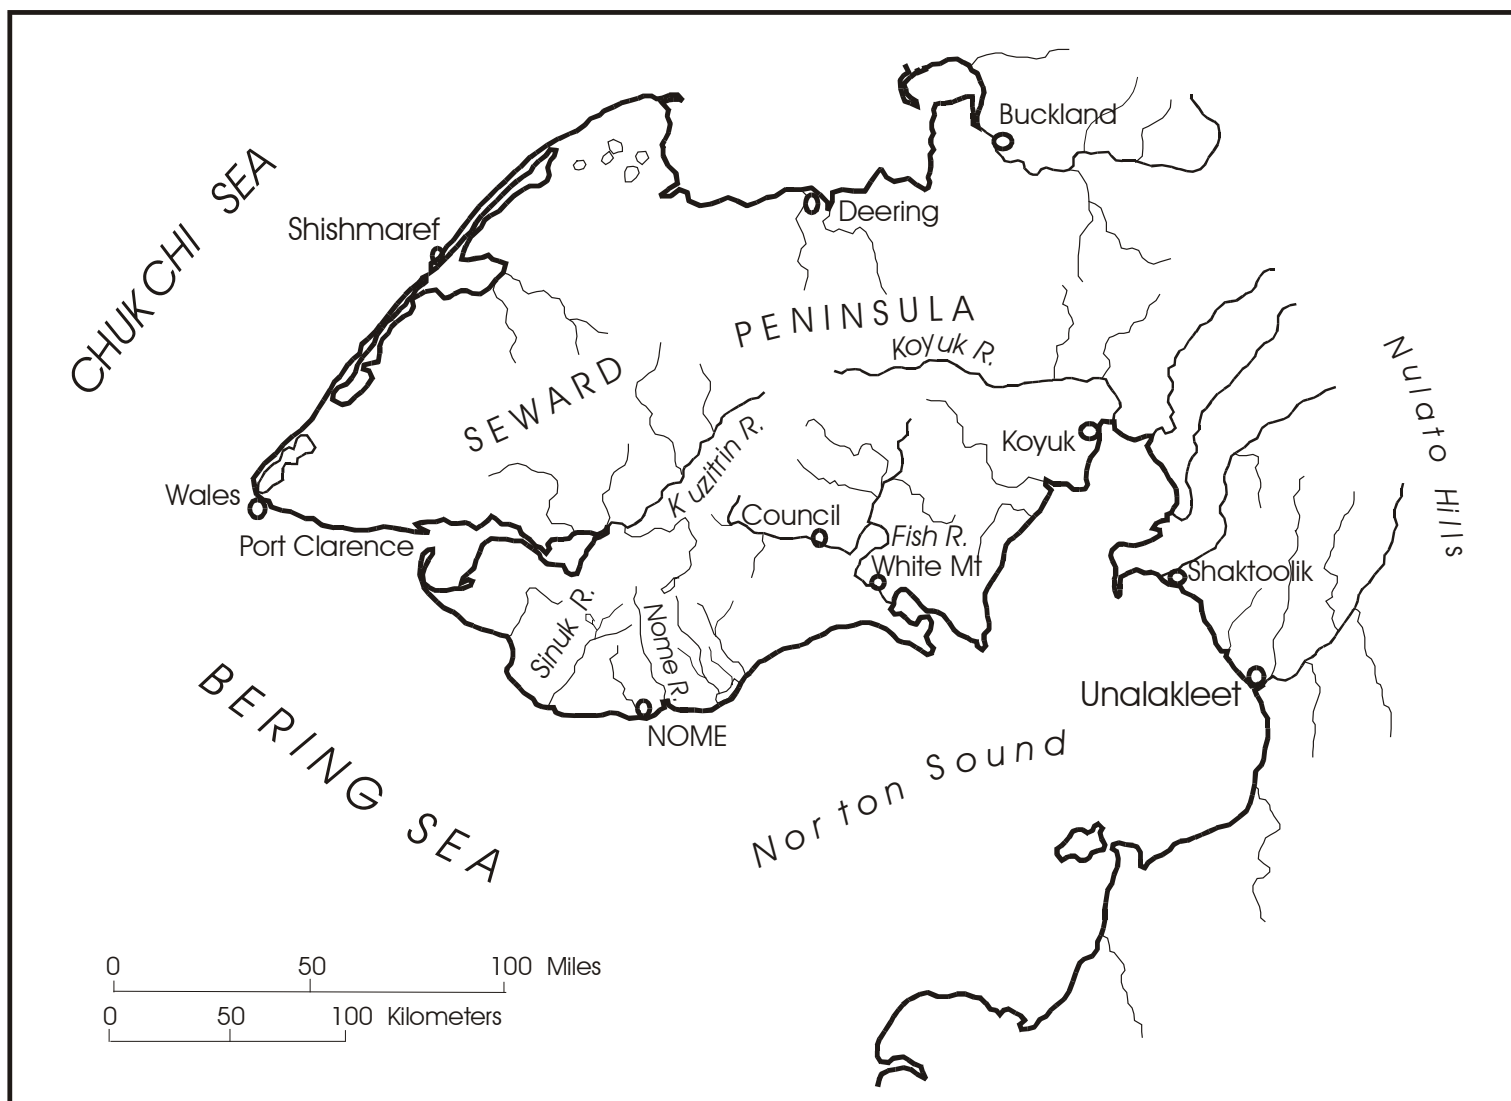 Buckland
CHUKCHI SEA
Deering
Shishmaref
PENINSULA
Koyuk R.
SEWARD
Nulato Hills
Kuzitrin R.
Koyuk
Wales
Council
Port Clarence
Fish R.
White Mt
Shaktoolik
Sinuk R.
Nome R.
Unalakleet
NOME
BERING SEA
Norton Sound
0 50 100 Miles
0 50 100 Kilometers